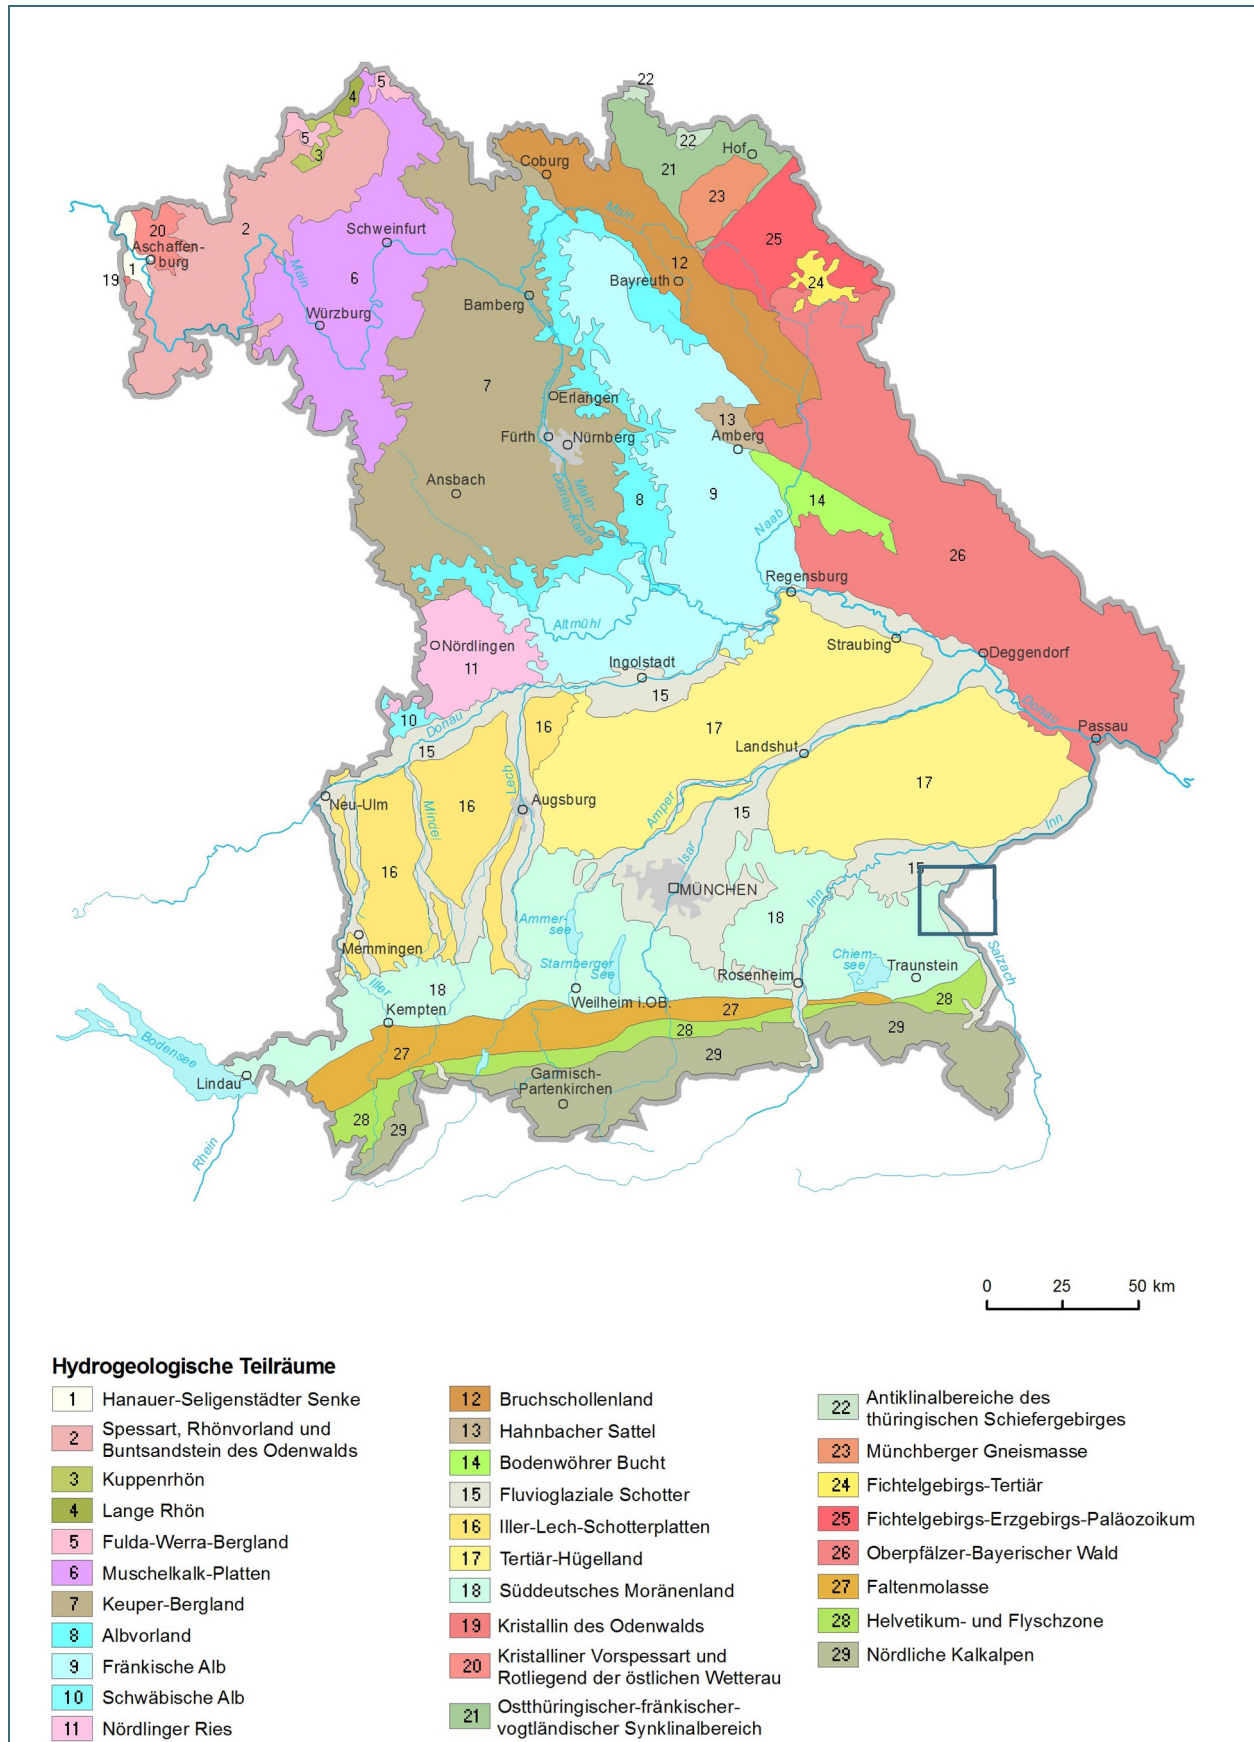 22
5
4
5
3
22
Hof
Coburg
21
23
20
2
Main
25
Schweinfurt
Aschaffen-
burg
1
19
Main
6
12
24
Bayreuth
Bamberg
Würzburg
7
Erlangen
13
Fürth
Nürnberg
Amberg
Ansbach
Main-
Donau-Kanal
8
9
14
Naab
26
Regensburg
Altmühl
Straubing
Nördlingen
11
Ingolstadt
Deggendorf
15
10
Donau
Donau
16
17
Passau
15
Landshut
17
Lech
Neu-Ulm
Mindel
16
Augsburg
Amper
15
Inn
Isar
16
15
MÜNCHEN
Inn
18
Ammer-
see
Memmingen
Starnberger
See
Chiem-
see
Salzach
Rosenheim
Traunstein
Iller
18
Weilheim i.OB.
Kempten
27
28
28
29
Bodensee
27
29
Lindau
Garmisch-
Partenkirchen
28
29
Rhein
0 25 50 km
Hydrogeologische Teilräume
1 Hanauer-Seligenstädter Senke
2 Spessart, Rhönvorland und
Buntsandstein des Odenwalds
3 Kuppenrhön
4 Lange Rhön
5 Fulda-Werra-Bergland
6 Muschelkalk-Platten
7 Keuper-Bergland
8 Albvorland
9 Fränkische Alb
10 Schwäbische Alb
11 Nördlinger Ries
12 Bruchschollenland
13 Hahnbacher Sattel
14 Bodenwöhrer Bucht
15 Fluvioglaziale Schotter
16 Iller-Lech-Schotterplatten
17 Tertiär-Hügelland
18 Süddeutsches Moränenland
19 Kristallin des Odenwalds
20 Kristalliner Vorspessart und
Rotliegend der östlichen Wetterau
21 Ostthüringischer-fränkischer-
vogtländischer Synklinalbereich
22 Antiklinalbereiche des
thüringischen Schiefergebirges
23 Münchberger Gneismasse
24 Fichtelgebirgs-Tertiär
25 Fichtelgebirgs-Erzgebirgs-Paläozoikum
26 Oberpfälzer-Bayerischer Wald
27 Faltenmolasse
28 Helvetikum- und Flyschzone
29 Nördliche Kalkalpen